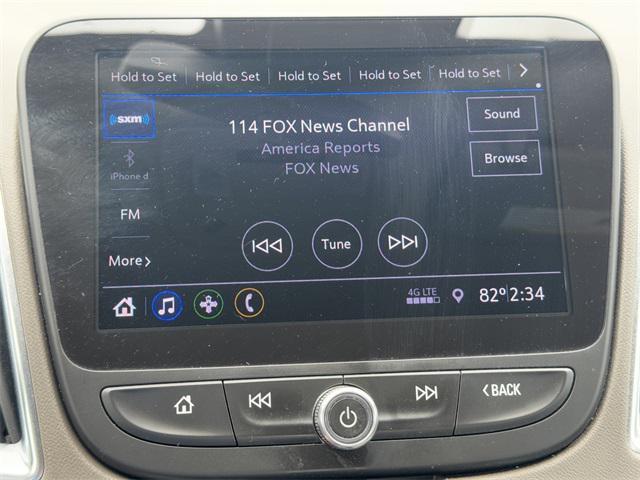 Hold to Set Hold to Set Hold to Set Hold to Set Hold to Set
sxm
114 FOX News Channel
America Reports
FOX News
Sound
Browse
iPhone d
FM
Tune
More
4G LTE
82° 2:34
BACK